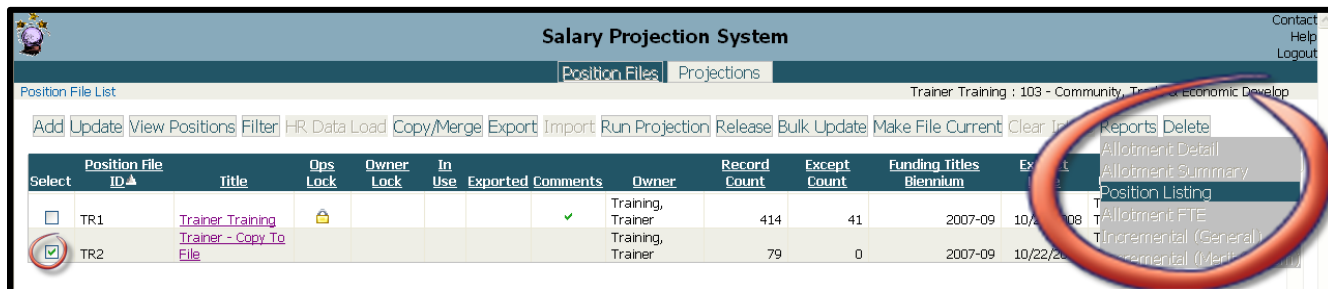 Contact
Salary Projection System
Help
Logout
Position Files Projections
Position File List Trainer Training : 103 - Community, & Economic Develop
Add Update View Positions Filter HR Data Load Copy/Merge Export Import Run Projection Release Bulk Update Make File Current Clear Reports Delete
Select Position File ID Title Ops Lock Owner Lock In Use Exported Comments Owner Record Count Except Count Funding Titles Biennium
TR1 Trainer Training Training, Trainer 414 41 2007-09
TR2 Trainer - Copy To File Training, Trainer 79 0 2007-09
Allotment Detail
Allotment Summary
Position Listing
Allotment FTE
Incremental (General)